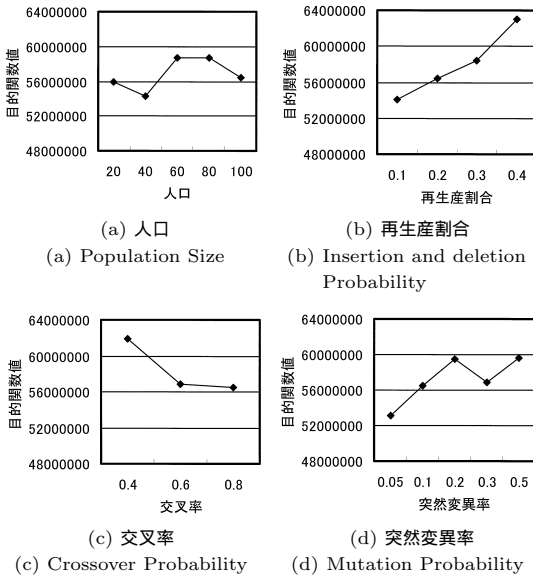 64000000
60000000
56000000
52000000
48000000
目的関数値
20 40 60 80 100
人口
(a) 人口
(a) Population Size
64000000
60000000
56000000
52000000
48000000
目的関数値
0.1 0.2 0.3 0.4
再生産割合
(b) 再生産割合
(b) Insertion and deletion
Probability
64000000
60000000
56000000
52000000
48000000
目的関数値
0.4 0.6 0.8
交叉率
(c) 交叉率
(c) Crossover Probability
64000000
60000000
56000000
52000000
48000000
目的関数値
0.05 0.1 0.2 0.3 0.5
突然変異率
(d) 突然変異率
(d) Mutation Probability